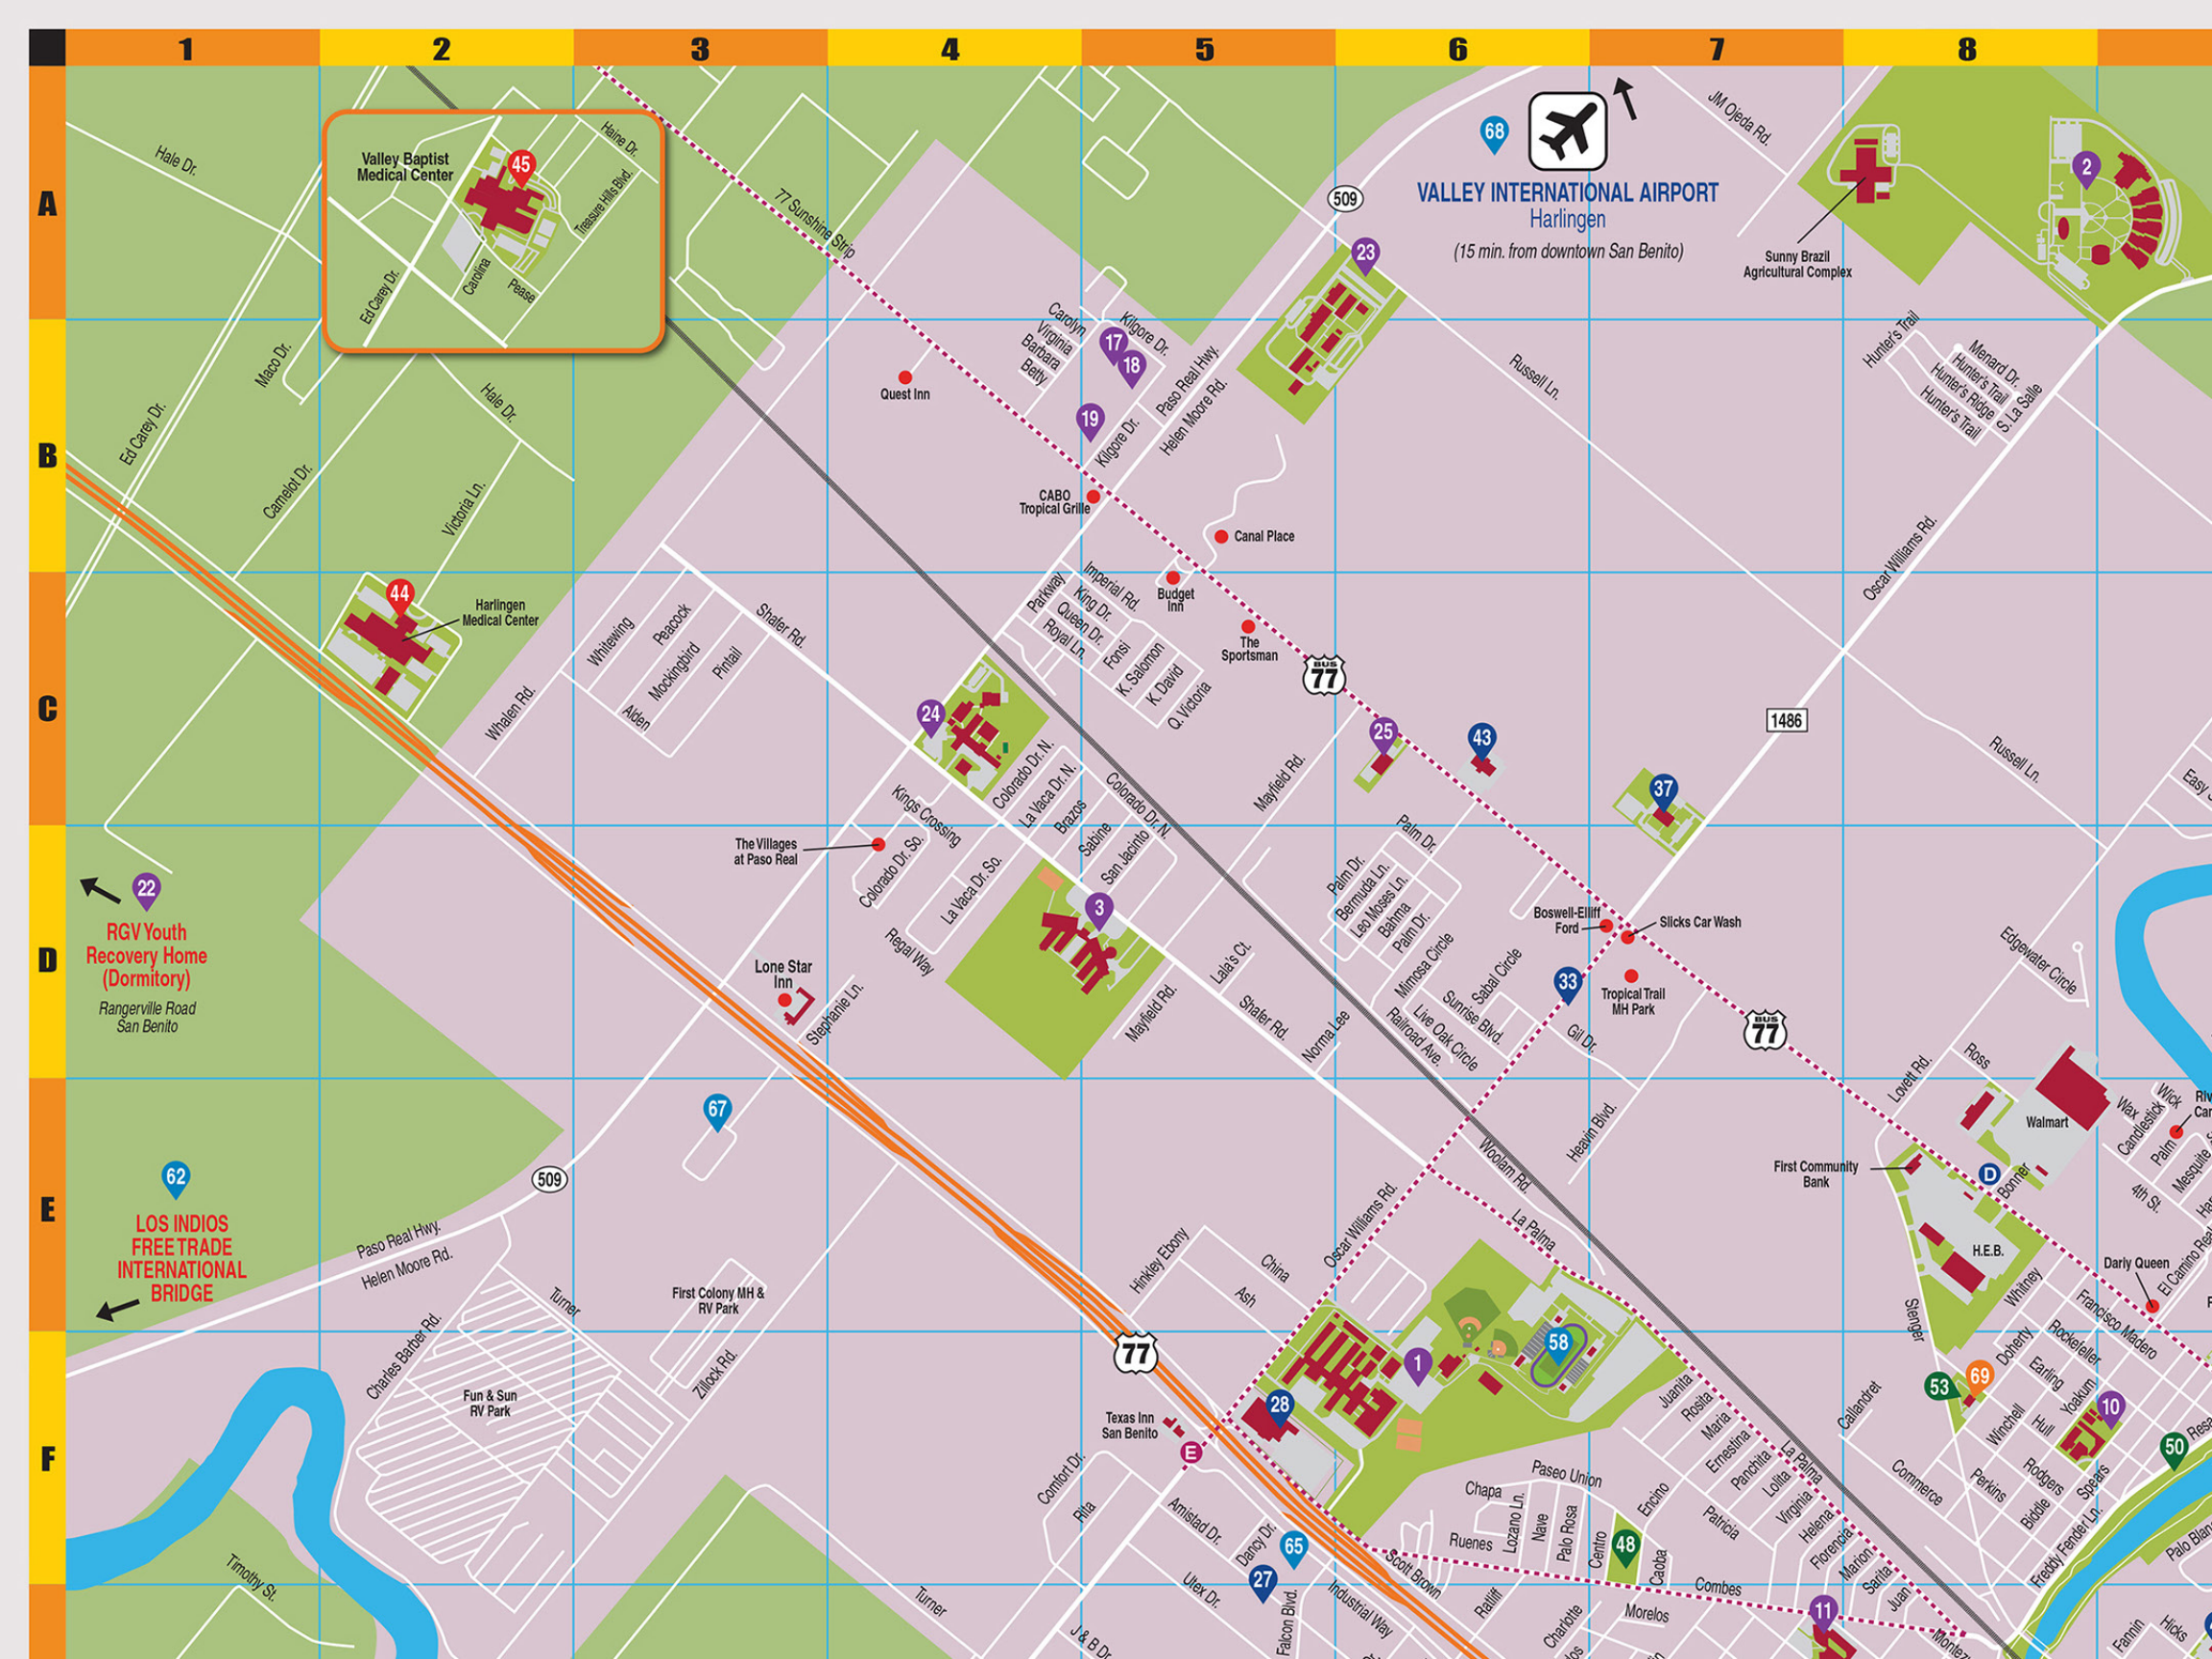 1 2 3 4 5 6 7 8
A
Hale Dr.
Valley Baptist
Medical Center
45
Haine Dr.
Treasure Hills Blvd.
Carolina
Pease
Ed Carey Dr.
77 Sunshine Strip
509
68
VALLEY INTERNATIONAL AIRPORT
Harlingen
(15 min. from downtown San Benito)
23
JM Ojeda Rd.
Sunny Brazil
Agricultural Complex
2
B
Maco Dr.
Ed Carey Dr.
Hale Dr.
Camelot Dr.
Victoria Ln.
Quest Inn
Carolyn
Virginia
Barbara
Betty
Kilgore Dr.
17
18
19
Kilgore Dr.
Paso Real Hwy.
Helen Moore Rd.
CABO
Tropical Grille
Canal Place
Russell Ln.
Hunter's Trail
Menard Dr.
Hunter's Trail
Hunter's Ridge
Hunter's Trail
S. La Salle
Oscar Williams Rd.
C
44
Harlingen
Medical Center
Whalen Rd.
Whitewing
Peacock
Mockingbird
Pintail
Aiden
Shafer Rd.
24
Parkway
Imperial Rd.
King Dr.
Queen Dr.
Royal Ln.
Fonsi
K. Salomon
K. David
Q. Victoria
Budget
Inn
The
Sportsman
BUS
77
25
43
37
1486
Russell Ln.
Easy
Mayfield Rd.
Colorado Dr. N.
La Vaca Dr. N.
Brazos
Colorado Dr. N.
Kings Crossing
D
22
RGV Youth
Recovery Home
(Dormitory)
Rangerville Road
San Benito
The Villages
at Paso Real
Colorado Dr. So.
La Vaca Dr. So.
Regal Way
Sabine
San Jacinto
3
Lone Star
Inn
Stephanie Ln.
Mayfield Rd.
Lala's Ct.
Shafer Rd.
Norma Lee
Palm Dr.
Palm Dr.
Bermuda Ln.
Leo Moses Ln.
Bahma
Palm Dr.
Mimosa Circle
Sabal Circle
Sunrise Blvd.
Live Oak Circle
Railroad Ave.
Boswell-Elliff
Ford
Slicks Car Wash
33
Tropical Trail
MH Park
Gil Dr.
BUS
77
Edgewater Circle
Lovett Rd.
Ross
E
62
LOS INDIOS
FREE TRADE
INTERNATIONAL
BRIDGE
509
Paso Real Hwy.
Helen Moore Rd.
67
Turner
First Colony MH &
RV Park
Hinkley Ebony
China
Ash
Oscar Williams Rd.
Woolam Rd.
La Palma
Heavin Blvd.
First Community
Bank
Walmart
D
Bonner
H.E.B.
Stenger
Whitney
Wick
Wax
Candlestick
Palm
Mesquite
4th St.
Darly Queen
El Camino Real
Francisco Madero
F
Charles Barber Rd.
Fun & Sun
RV Park
Zillock Rd.
77
Texas Inn
San Benito
E
28
1
58
Comfort Dr.
Rita
Amistad Dr.
Dancy Dr.
65
27
Chapa
Ruenes
Lozano Ln.
Nave
Palo Rosa
Paseo Union
Centro
48
Encino
Caoba
Juanita
Rosita
Maria
Ernestina
Panchita
Lolita
Patricia
La Palma
Virginia
Helena
Florencia
Marion
Sarita
Juan
Callandret
53
69
Doherty
Rockefeller
Earling
Yoakum
10
Winchell
Hull
Commerce
Perkins
Rodgers
Biddle
Spears
50
Freddy Fender Ln.
Timothy St.
Turner
Utex Dr.
J & B Dr.
Falcon Blvd.
Industrial Way
Scott Brown
Ratliff
Charlotte
Morelos
Combes
11
Fannin
Hicks